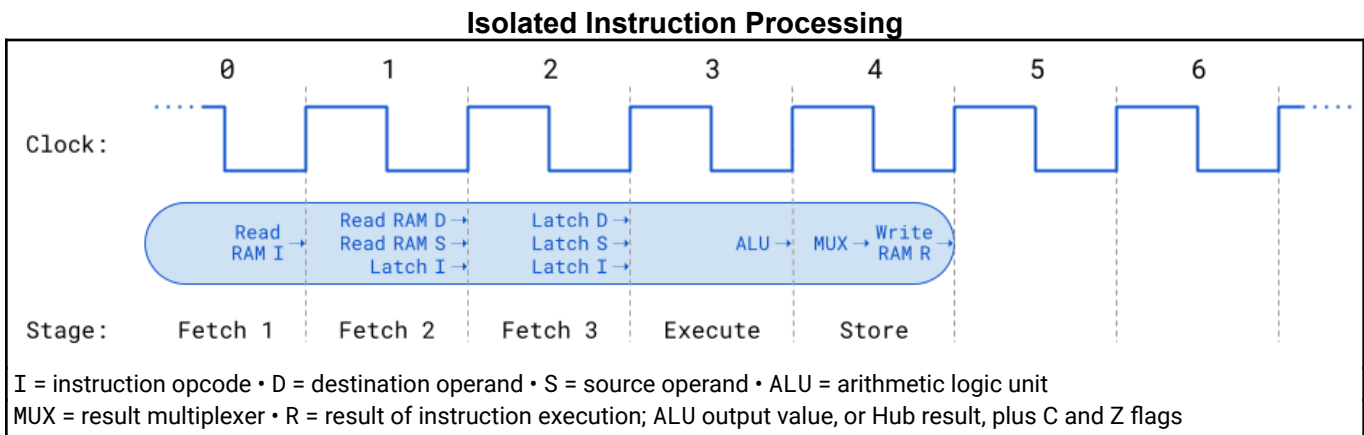 Isolated Instruction Processing
0 1 2 3 4 5 6
Clock:
Read RAM I →
Read RAM D →
Read RAM S →
Latch I →
Latch D →
Latch S →
Latch I →
ALU →
MUX →
Write RAM R →
Stage: Fetch 1 Fetch 2 Fetch 3 Execute Store
I = instruction opcode • D = destination operand • S = source operand • ALU = arithmetic logic unit
MUX = result multiplexer • R = result of instruction execution; ALU output value, or Hub result, plus C and Z flags